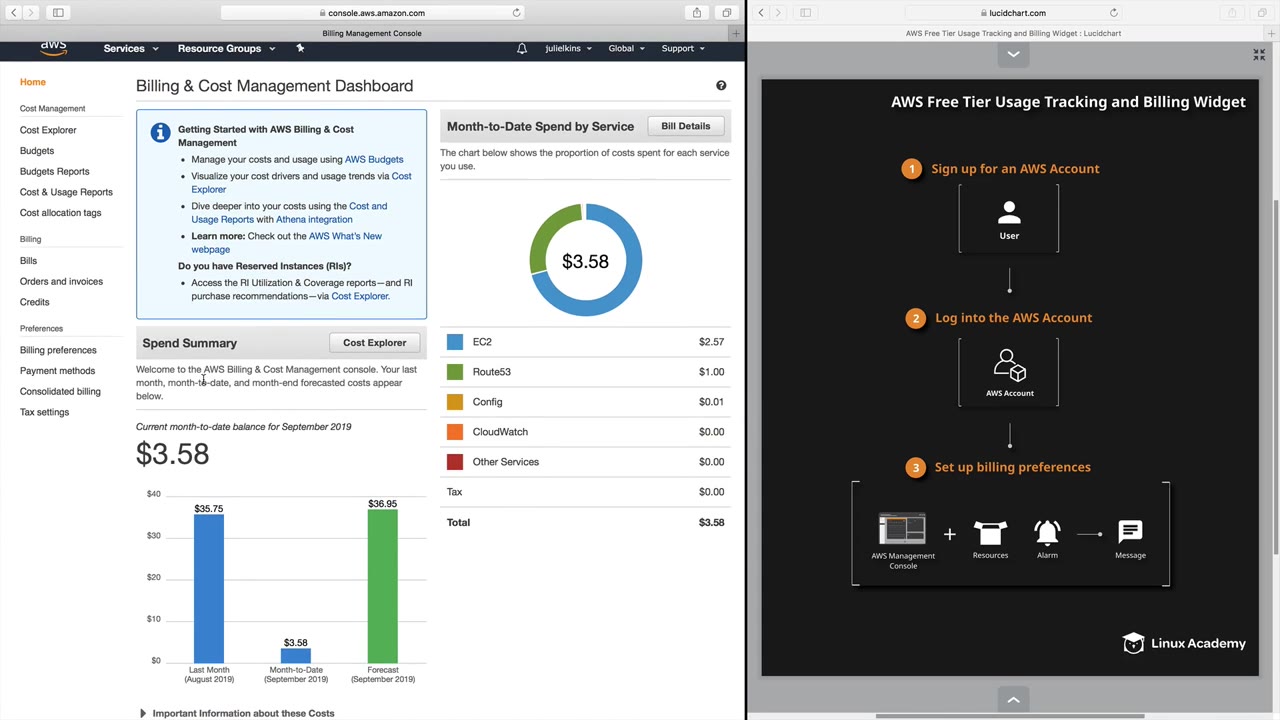 console.aws.amazon.com
Billing Management Console
aws
Services
Resource Groups
julielkins
Global
Support
Home
Cost Management
Cost Explorer
Budgets
Budgets Reports
Cost & Usage Reports
Cost allocation tags
Billing
Bills
Orders and invoices
Credits
Preferences
Billing preferences
Payment methods
Consolidated billing
Tax settings
Billing & Cost Management Dashboard
?
Getting Started with AWS Billing & Cost
Management
• Manage your costs and usage using AWS Budgets
• Visualize your cost drivers and usage trends via Cost
Explorer
• Dive deeper into your costs using the Cost and
Usage Reports with Athena integration
• Learn more: Check out the AWS What's New
webpage
Do you have Reserved Instances (RIs)?
• Access the RI Utilization & Coverage reports—and RI
purchase recommendations—via Cost Explorer.
Spend Summary
Cost Explorer
Welcome to the AWS Billing & Cost Management console. Your last
month, month-to-date, and month-end forecasted costs appear
below.
Current month-to-date balance for September 2019
$3.58
$40
$30
$20
$10
$0
$35.75
$3.58
$36.95
Last Month
(August 2019)
Month-to-Date
(September 2019)
Forecast
(September 2019)
Important Information about these Costs
Month-to-Date Spend by Service
Bill Details
The chart below shows the proportion of costs spent for each service
you use.
$3.58
EC2 $2.57
Route53 $1.00
Config $0.01
CloudWatch $0.00
Other Services $0.00
Tax $0.00
Total $3.58
lucidchart.com
AWS Free Tier Usage Tracking and Billing Widget : Lucidchart
AWS Free Tier Usage Tracking and Billing Widget
1 Sign up for an AWS Account
User
2 Log into the AWS Account
AWS Account
3 Set up billing preferences
AWS Management
Console
+
Resources
Alarm
Message
Linux Academy